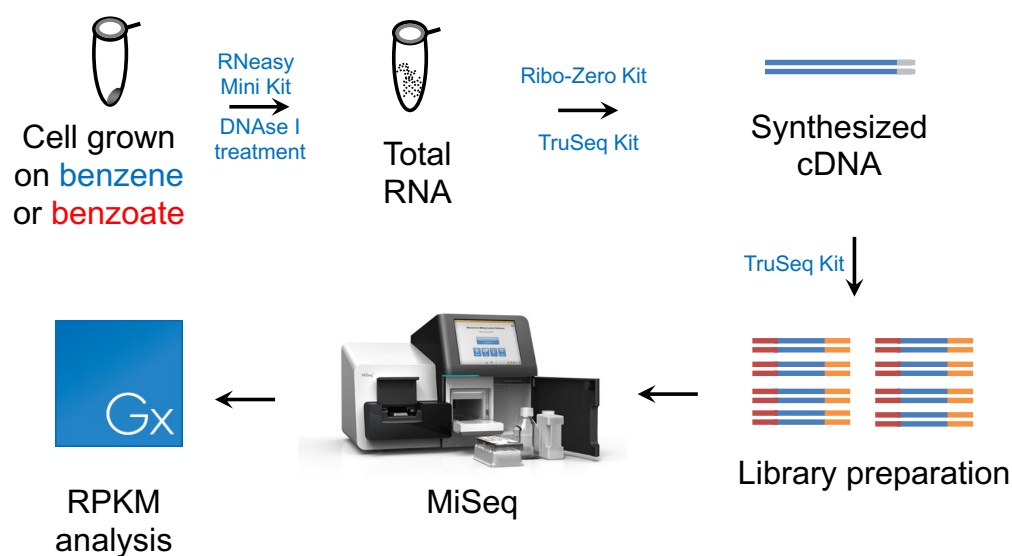 RNeasy
Mini Kit
DNAse I
treatment
Ribo-Zero Kit
TruSeq Kit
Cell grown
on benzene
or benzoate
Total
RNA
Synthesized
cDNA
TruSeq Kit
Gx
RPKM
analysis
MiSeq
Library preparation